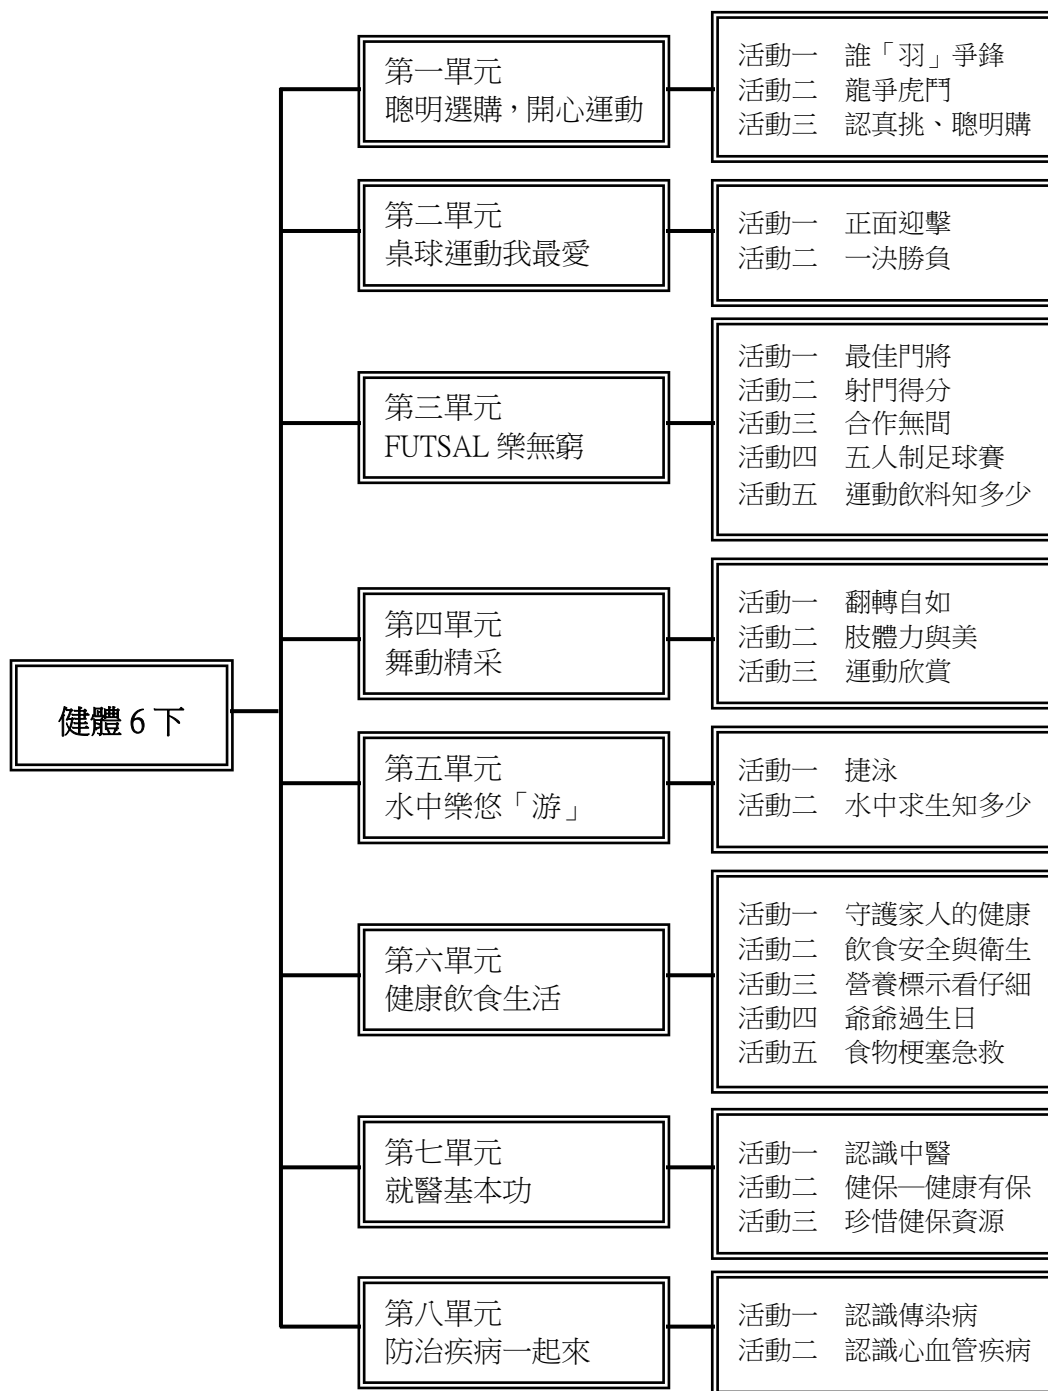 健體 6 下
第一單元
聰明選購，開心運動
活動一　誰「羽」爭鋒
活動二　龍爭虎鬥
活動三　認真挑、聰明購
第二單元
桌球運動我最愛
活動一　正面迎擊
活動二　一決勝負
第三單元
FUTSAL 樂無窮
活動一　最佳門將
活動二　射門得分
活動三　合作無間
活動四　五人制足球賽
活動五　運動飲料知多少
第四單元
舞動精采
活動一　翻轉自如
活動二　肢體力與美
活動三　運動欣賞
第五單元
水中樂悠「游」
活動一　捷泳
活動二　水中求生知多少
第六單元
健康飲食生活
活動一　守護家人的健康
活動二　飲食安全與衛生
活動三　營養標示看仔細
活動四　爺爺過生日
活動五　食物梗塞急救
第七單元
就醫基本功
活動一　認識中醫
活動二　健保—健康有保
活動三　珍惜健保資源
第八單元
防治疾病一起來
活動一　認識傳染病
活動二　認識心血管疾病